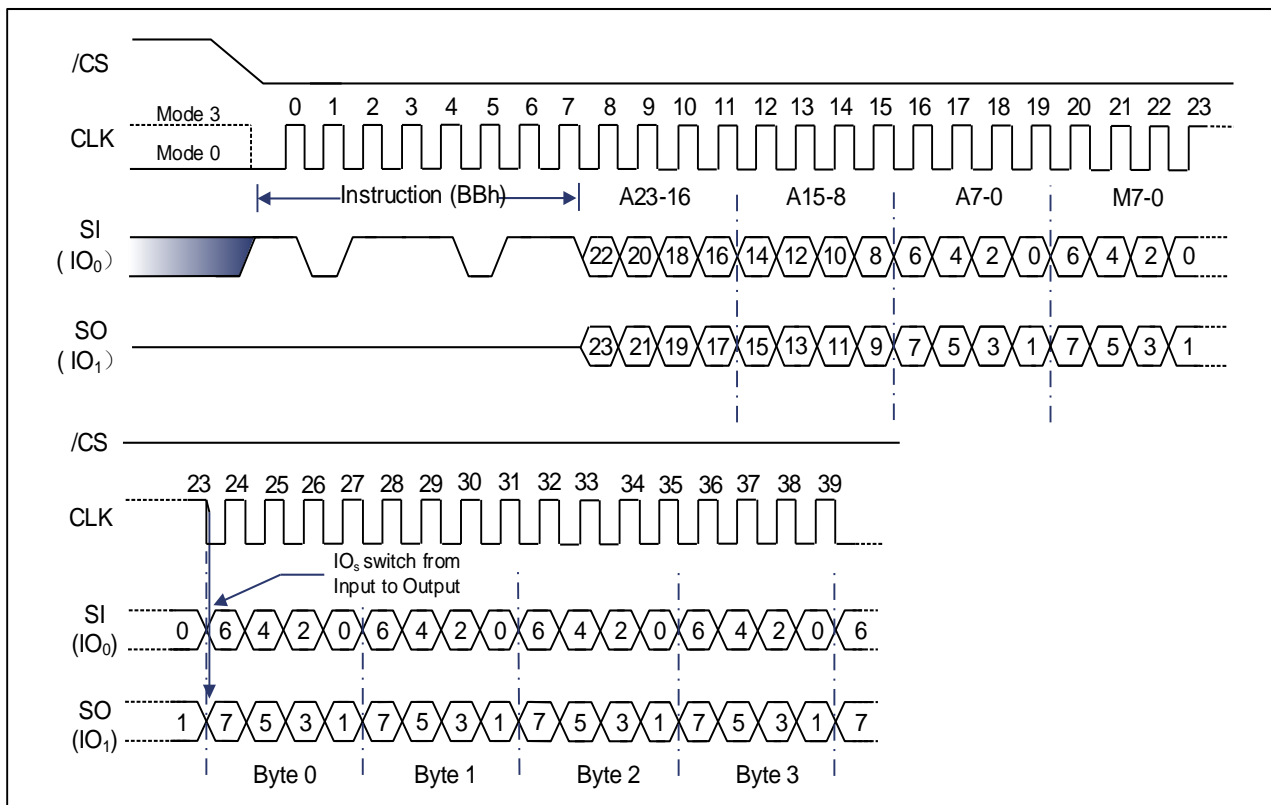 /CS
0 1 2 3 4 5 6 7 8 9 10 11 12 13 14 15 16 17 18 19 20 21 22 23
Mode 3
CLK
Mode 0
Instruction (BBh) A23-16 A15-8 A7-0 M7-0
SI
( IO0）
22 20 18 16 14 12 10 8 6 4 2 0 6 4 2 0
SO
( IO1）
23 21 19 17 15 13 11 9 7 5 3 1 7 5 3 1
/CS
23 24 25 26 27 28 29 30 31 32 33 34 35 36 37 38 39
CLK
IOs switch from
Input to Output
SI
(IO0)
0 6 4 2 0 6 4 2 0 6 4 2 0 6 4 2 0 6
SO
(IO1)
1 7 5 3 1 7 5 3 1 7 5 3 1 7 5 3 1 7
Byte 0 Byte 1 Byte 2 Byte 3